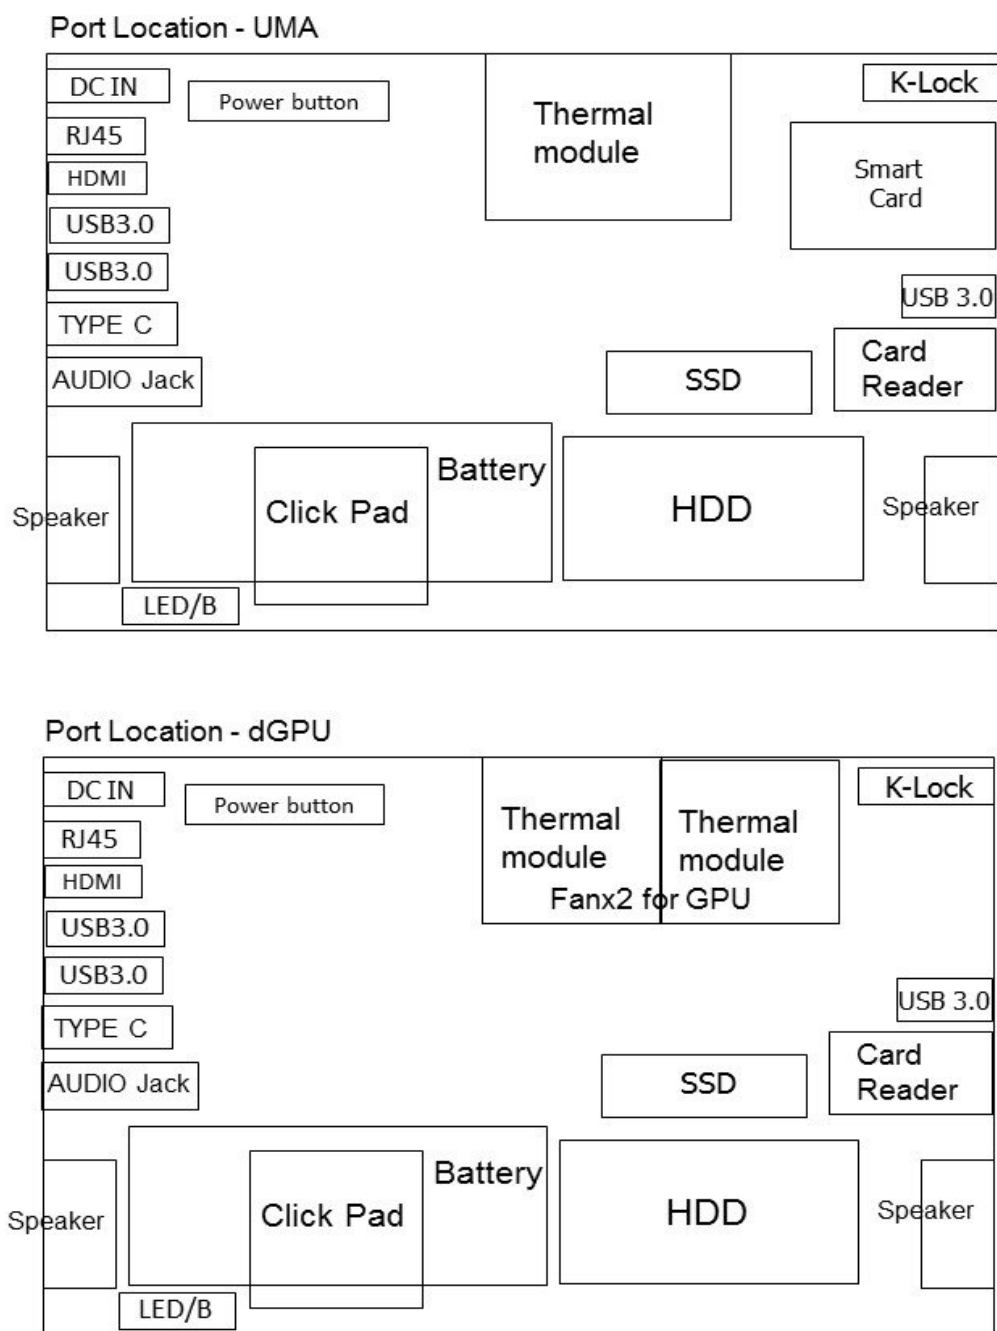 Port Location - UMA
DC IN
Power button
Thermal
module
K-Lock
RJ45
HDMI
Smart
Card
USB3.0
USB3.0
USB 3.0
TYPE C
Card
Reader
AUDIO Jack
SSD
Battery
Click Pad
HDD
Speaker
Speaker
LED/B
Port Location - dGPU
DC IN
Power button
Thermal
module
Thermal
module
Fanx2 for GPU
K-Lock
RJ45
HDMI
USB3.0
USB3.0
USB 3.0
TYPE C
Card
Reader
AUDIO Jack
SSD
Battery
Click Pad
HDD
Speaker
Speaker
LED/B